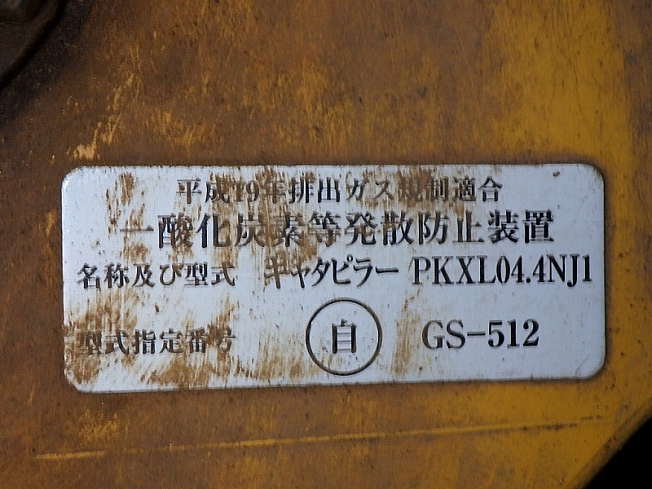 平成19年排出ガス規制適合
一酸化炭素等発散防止装置
名称及び型式 キャタピラー PKXL04.4NJ1
型式指定番号 自 GS-512